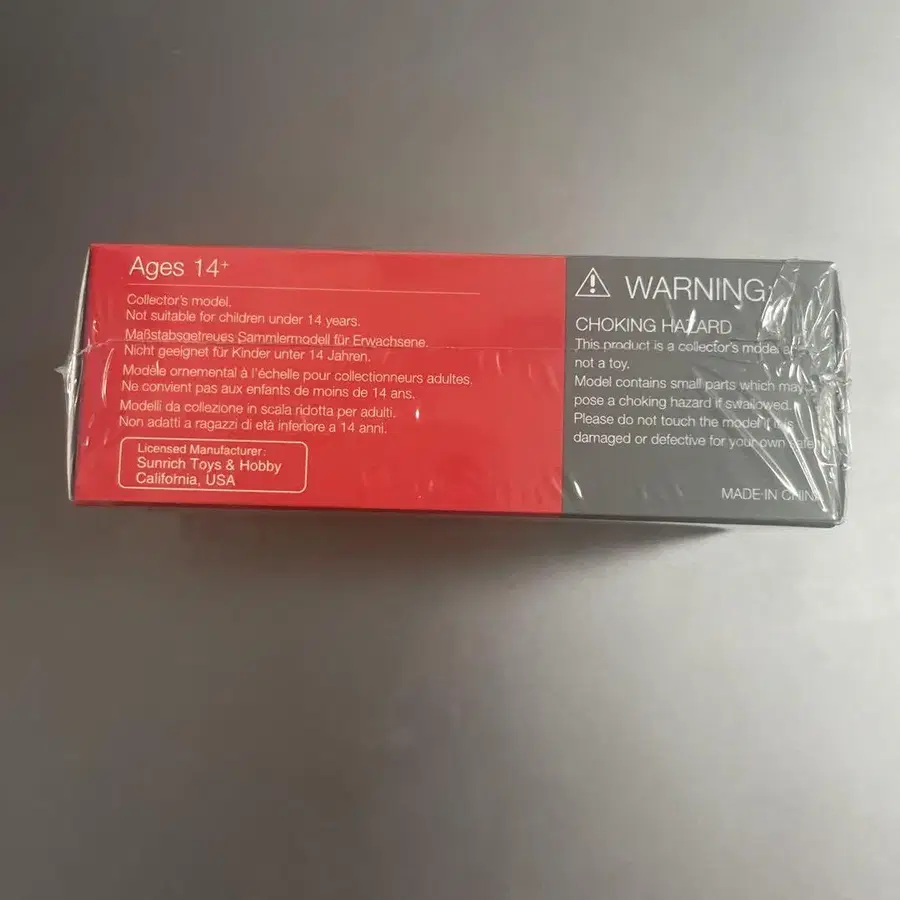 Ages 14+
Collector's model.
Not suitable for children under 14 years.
Maßstabsgetreues Sammlermodell für Erwachsene.
Nicht geeignet für Kinder unter 14 Jahren.
Modèle ornemental à l'échelle pour collectionneurs adultes.
Ne convient pas aux enfants de moins de 14 ans.
Modelli da collezione in scala ridotta per adulti.
Non adatti a ragazzi di età inferiore a 14 anni.
Licensed Manufacturer:
Sunrich Toys & Hobby
California, USA
WARNING:
CHOKING HAZARD
This product is a collector's model
not a toy.
Model contains small parts which may
pose a choking hazard if swallowed.
Please do not touch the model if it is
damaged or defective for your own
MADE IN CHINA